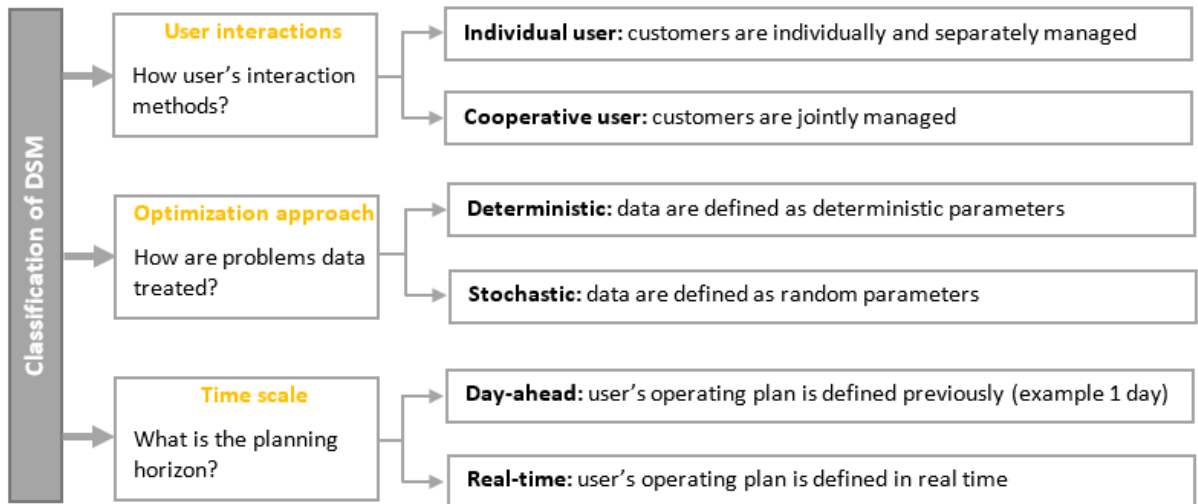 Classification of DSM
User interactions
How user's interaction
methods?
Individual user: customers are individually and separately managed
Cooperative user: customers are jointly managed
Optimization approach
How are problems data
treated?
Deterministic: data are defined as deterministic parameters
Stochastic: data are defined as random parameters
Time scale
What is the planning
horizon?
Day-ahead: user's operating plan is defined previously (example 1 day)
Real-time: user's operating plan is defined in real time